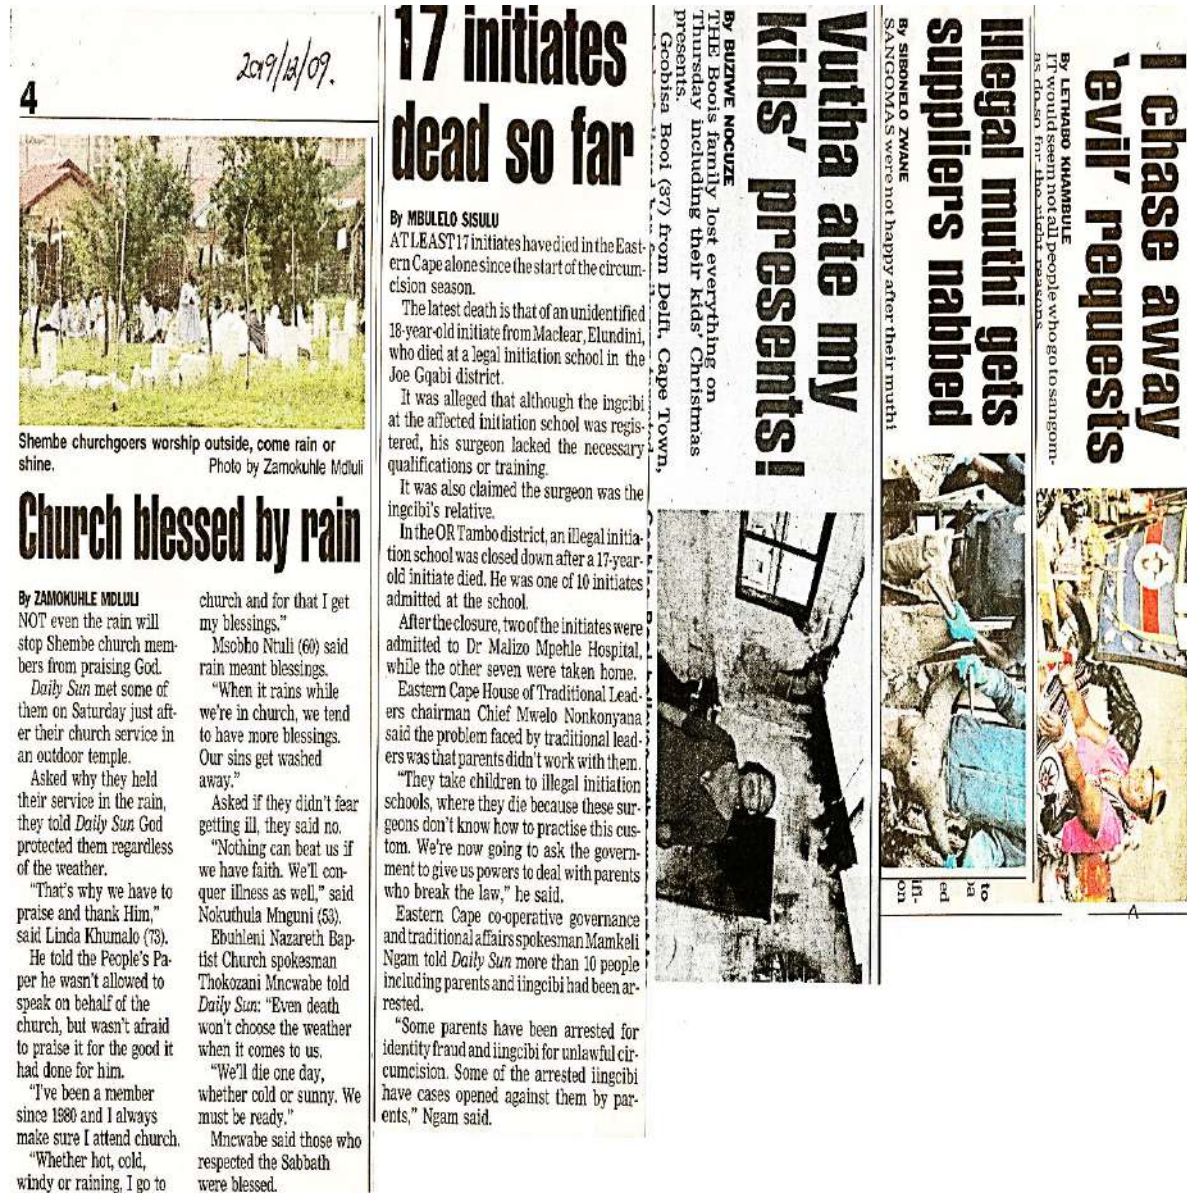 2019/12/09.
4
Shembe churchgoers worship outside, come rain or
shine.
Photo by Zamokuhle Mdluli
Church blessed by rain
By ZAMOKUHLE MDLULI
NOT even the rain will
stop Shembe church mem-
bers from praising God.
Daily Sun met some of
them on Saturday just aft-
er their church service in
an outdoor temple.
Asked why they held
their service in the rain,
they told Daily Sun God
protected them regardless
of the weather.
"That's why we have to
praise and thank Him,"
said Linda Khumalo (73).
He told the People's Pa-
per he wasn't allowed to
speak on behalf of the
church, but wasn't afraid
to praise it for the good it
had done for him.
"I've been a member
since 1980 and I always
make sure I attend church.
"Whether hot, cold,
windy or raining, I go to
church and for that I get
my blessings."
Msobho Ntuli (60) said
rain meant blessings.
"When it rains while
we're in church, we tend
to have more blessings.
Our sins get washed
away."
Asked if they didn't fear
getting ill, they said no.
"Nothing can beat us if
we have faith. We'll con-
quer illness as well," said
Nokuthula Mnguni (53).
Ebuhleni Nazareth Bap-
tist Church spokesman
Thokozani Mncwabe told
Daily Sun: "Even death
won't choose the weather
when it comes to us.
"We'll die one day,
whether cold or sunny. We
must be ready."
Mncwabe said those who
respected the Sabbath
were blessed.
17 initiates
dead so far
By MBULELO SISULU
AT LEAST 17 initiates have died in the East-
ern Cape alone since the start of the circum-
cision season.
The latest death is that of an unidentified
18-year-old initiate from Maclear, Elundini,
who died at a legal initiation school in the
Joe Gqabi district.
It was alleged that although the ingcibi
at the affected initiation school was regis-
tered, his surgeon lacked the necessary
qualifications or training.
It was also claimed the surgeon was the
ingcibi's relative.
In the OR Tambo district, an illegal initia-
tion school was closed down after a 17-year-
old initiate died. He was one of 10 initiates
admitted at the school.
After the closure, two of the initiates were
admitted to Dr Malizo Mpehle Hospital,
while the other seven were taken home.
Eastern Cape House of Traditional Lead-
ers chairman Chief Mwelo Nonkonyana
said the problem faced by traditional lead-
ers was that parents didn't work with them.
"They take children to illegal initiation
schools, where they die because these sur-
geons don't know how to practise this cus-
tom. We're now going to ask the govern-
ment to give us powers to deal with parents
who break the law," he said.
Eastern Cape co-operative governance
and traditional affairs spokesman Mamkeli
Ngam told Daily Sun more than 10 people
including parents and iingcibi had been ar-
rested.
"Some parents have been arrested for
identity fraud and iingcibi for unlawful cir-
cumcision. Some of the arrested iingcibi
have cases opened against them by par-
ents," Ngam said.
Vutha ate my
kids' presents!
By BUZIWE NOCUZE
THE Boois family lost everything on
Thursday including their kids' Christmas
presents.
Gcobisa Booi (37) from Delft, Cape Town,
Illegal muthi gets
suppliers nabbed
By SIBONELO ZWANE
SANGOMAS were not happy after their muthi
to
ha
ed
ifi-
on
I chase away
'evil' requests
By LETHABO KHAMBULE
IT would seem not all people who go to sangom-
as do so for the right reasons